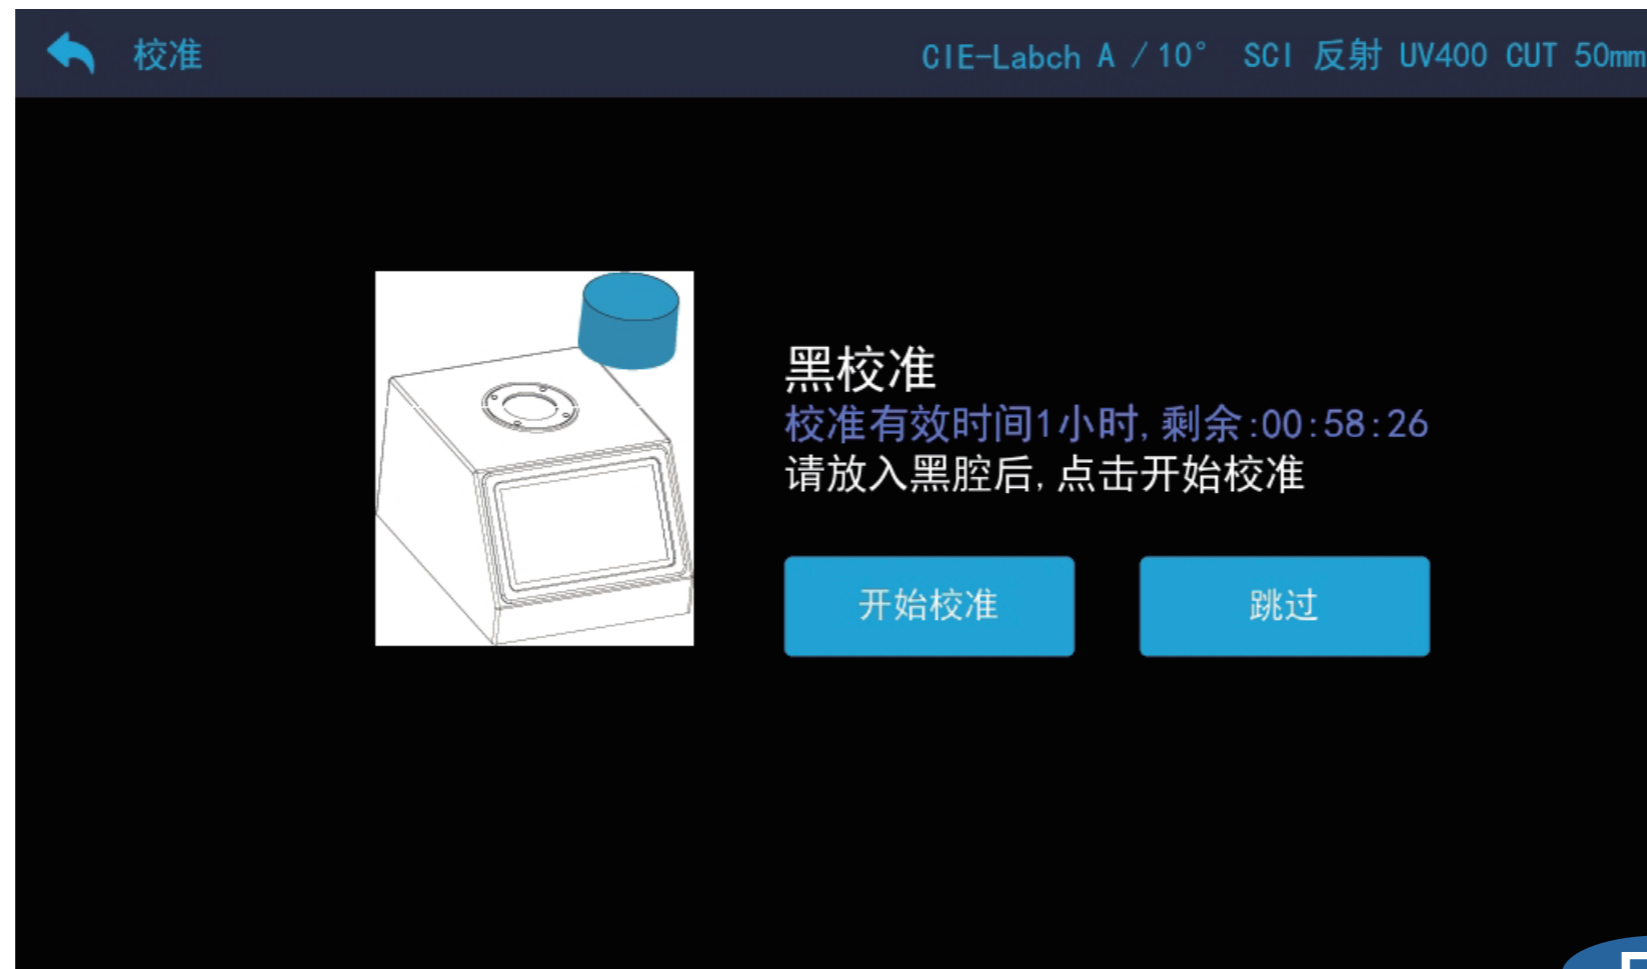 校准
CIE-Labch A / 10° SCI 反射 UV400 CUT 50mm
黑校准
校准有效时间1小时,剩余:00:58:26
请放入黑腔后,点击开始校准
开始校准
跳过